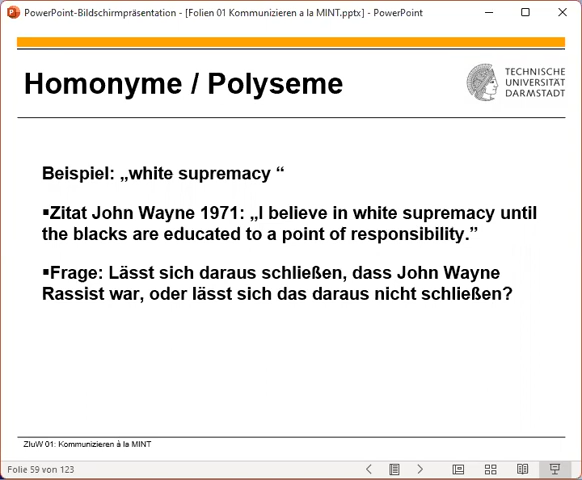 PowerPoint-Bildschirmpräsentation - [Folien 01 Kommunizieren a la MINT.pptx] - PowerPoint
Homonyme / Polyseme
TECHNISCHE
UNIVERSITÄT
DARMSTADT
Beispiel: „white supremacy “
▪Zitat John Wayne 1971: „I believe in white supremacy until
the blacks are educated to a point of responsibility.”
▪Frage: Lässt sich daraus schließen, dass John Wayne
Rassist war, oder lässt sich das daraus nicht schließen?
ZIuW 01: Kommunizieren à la MINT
Folie 59 von 123